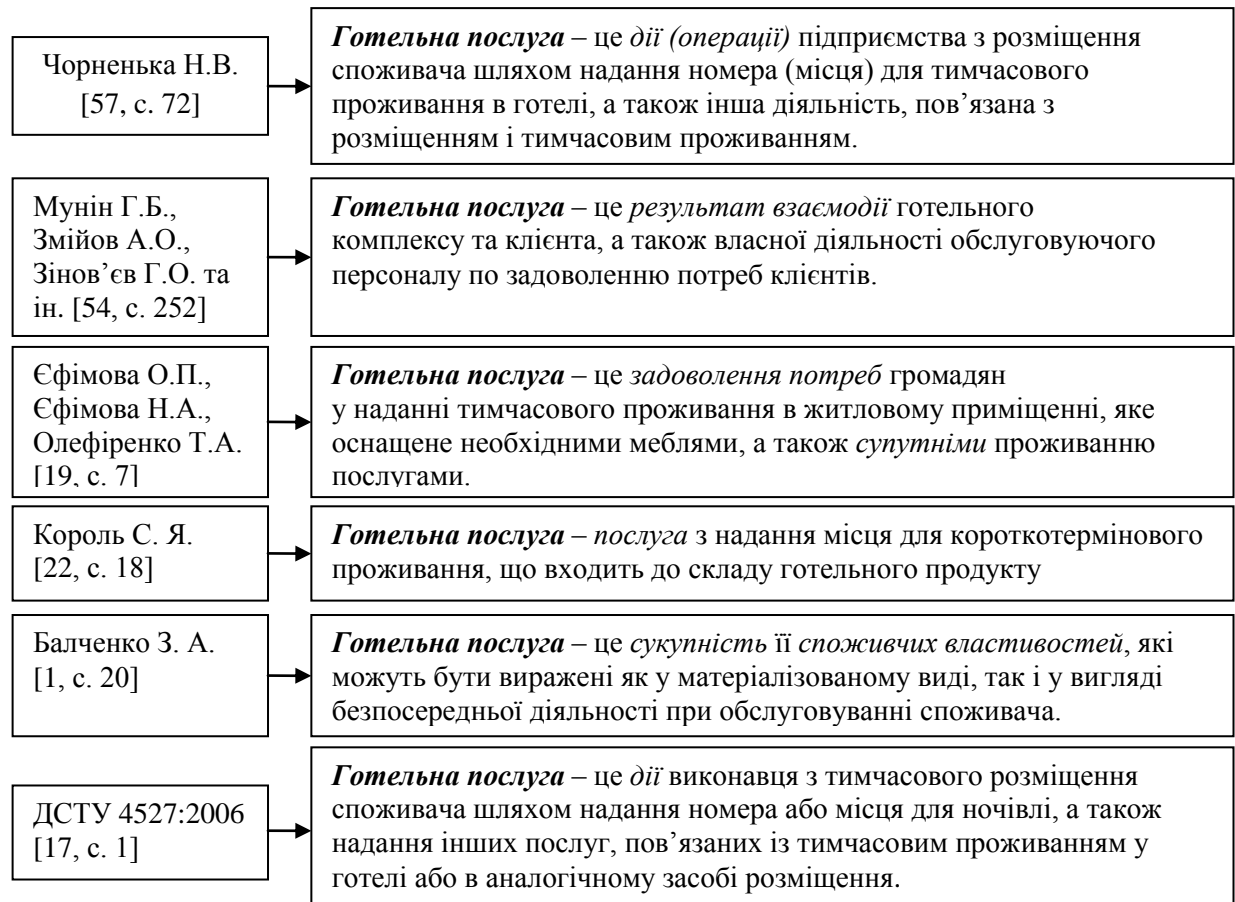 Чорненька Н.В.
[57, с. 72]
Готельна послуга – це дії (операції) підприємства з розміщення
споживача шляхом надання номера (місця) для тимчасового
проживання в готелі, а також інша діяльність, пов’язана з
розміщенням і тимчасовим проживанням.
Мунін Г.Б.,
Змійов А.О.,
Зінов’єв Г.О. та
ін. [54, с. 252]
Готельна послуга – це результат взаємодії готельного
комплексу та клієнта, а також власної діяльності обслуговуючого
персоналу по задоволенню потреб клієнтів.
Єфімова О.П.,
Єфімова Н.А.,
Олефіренко Т.А.
[19, с. 7]
Готельна послуга – це задоволення потреб громадян
у наданні тимчасового проживання в житловому приміщенні, яке
оснащене необхідними меблями, а також супутніми проживанню
послугами.
Король С. Я.
[22, с. 18]
Готельна послуга – послуга з надання місця для короткотермінового
проживання, що входить до складу готельного продукту
Балченко З. А.
[1, с. 20]
Готельна послуга – це сукупність її споживчих властивостей, які
можуть бути виражені як у матеріалізованому виді, так і у вигляді
безпосередньої діяльності при обслуговуванні споживача.
ДСТУ 4527:2006
[17, с. 1]
Готельна послуга – це дії виконавця з тимчасового розміщення
споживача шляхом надання номера або місця для ночівлі, а також
надання інших послуг, пов’язаних із тимчасовим проживанням у
готелі або в аналогічному засобі розміщення.